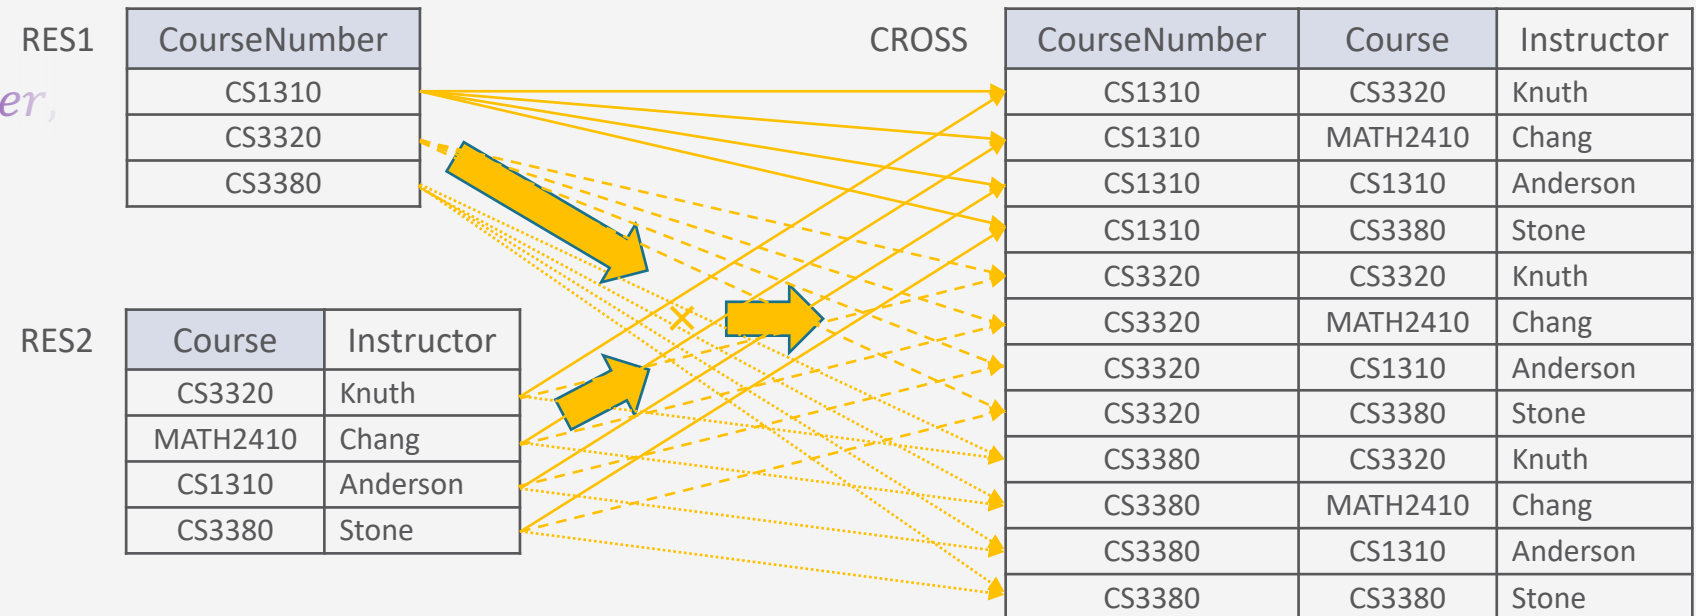 RES1
CourseNumber
CS1310
CS3320
CS3380
er,
RES2
Course Instructor
CS3320 Knuth
MATH2410 Chang
CS1310 Anderson
CS3380 Stone
×
CROSS
CourseNumber Course Instructor
CS1310 CS3320 Knuth
CS1310 MATH2410 Chang
CS1310 CS1310 Anderson
CS1310 CS3380 Stone
CS3320 CS3320 Knuth
CS3320 MATH2410 Chang
CS3320 CS1310 Anderson
CS3320 CS3380 Stone
CS3380 CS3320 Knuth
CS3380 MATH2410 Chang
CS3380 CS1310 Anderson
CS3380 CS3380 Stone